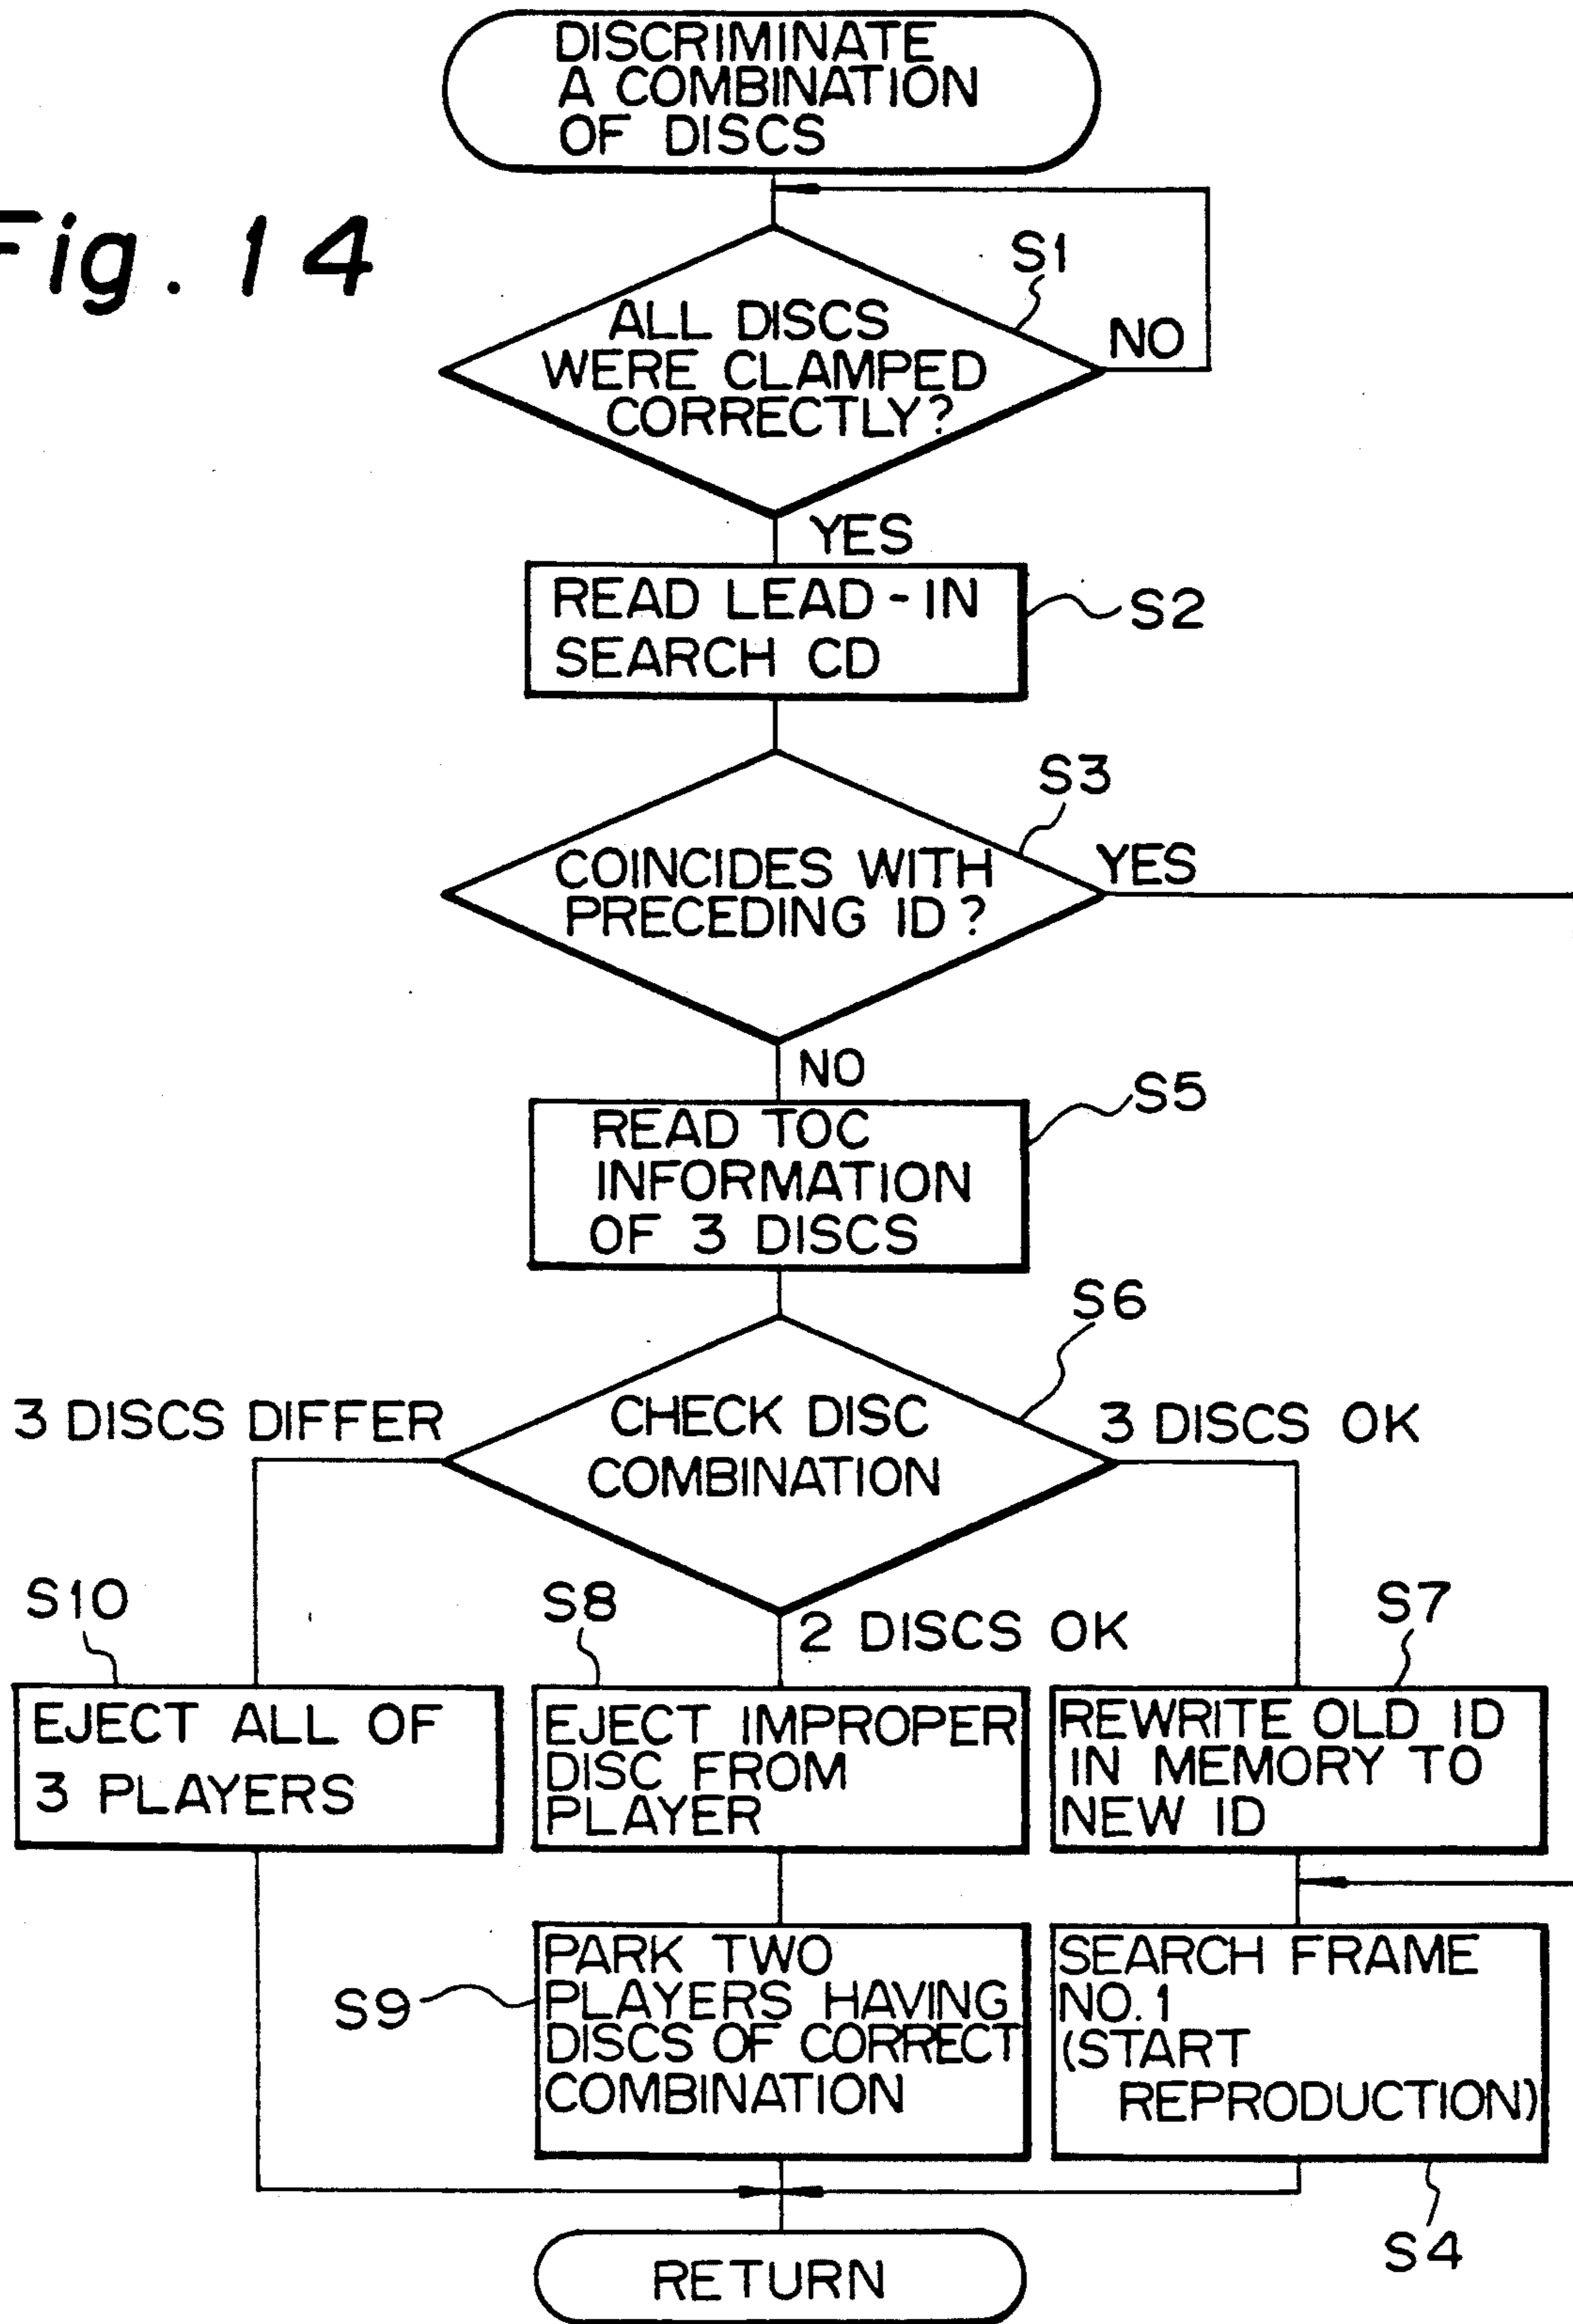 DISCRIMINATE
A COMBINATION
OF DISCS
Fig. 14
S1
ALL DISCS
WERE CLAMPED
CORRECTLY?
NO
YES
READ LEAD-IN
SEARCH CD
S2
S3
COINCIDES WITH
PRECEDING ID?
YES
NO
READ TOC
INFORMATION
OF 3 DISCS
S5
S6
3 DISCS DIFFER
CHECK DISC
COMBINATION
3 DISCS OK
2 DISCS OK
S10
EJECT ALL OF
3 PLAYERS
S8
EJECT IMPROPER
DISC FROM
PLAYER
S7
REWRITE OLD ID
IN MEMORY TO
NEW ID
S9
PARK TWO
PLAYERS HAVING
DISCS OF CORRECT
COMBINATION
SEARCH FRAME
NO.1
(START
REPRODUCTION)
S4
RETURN